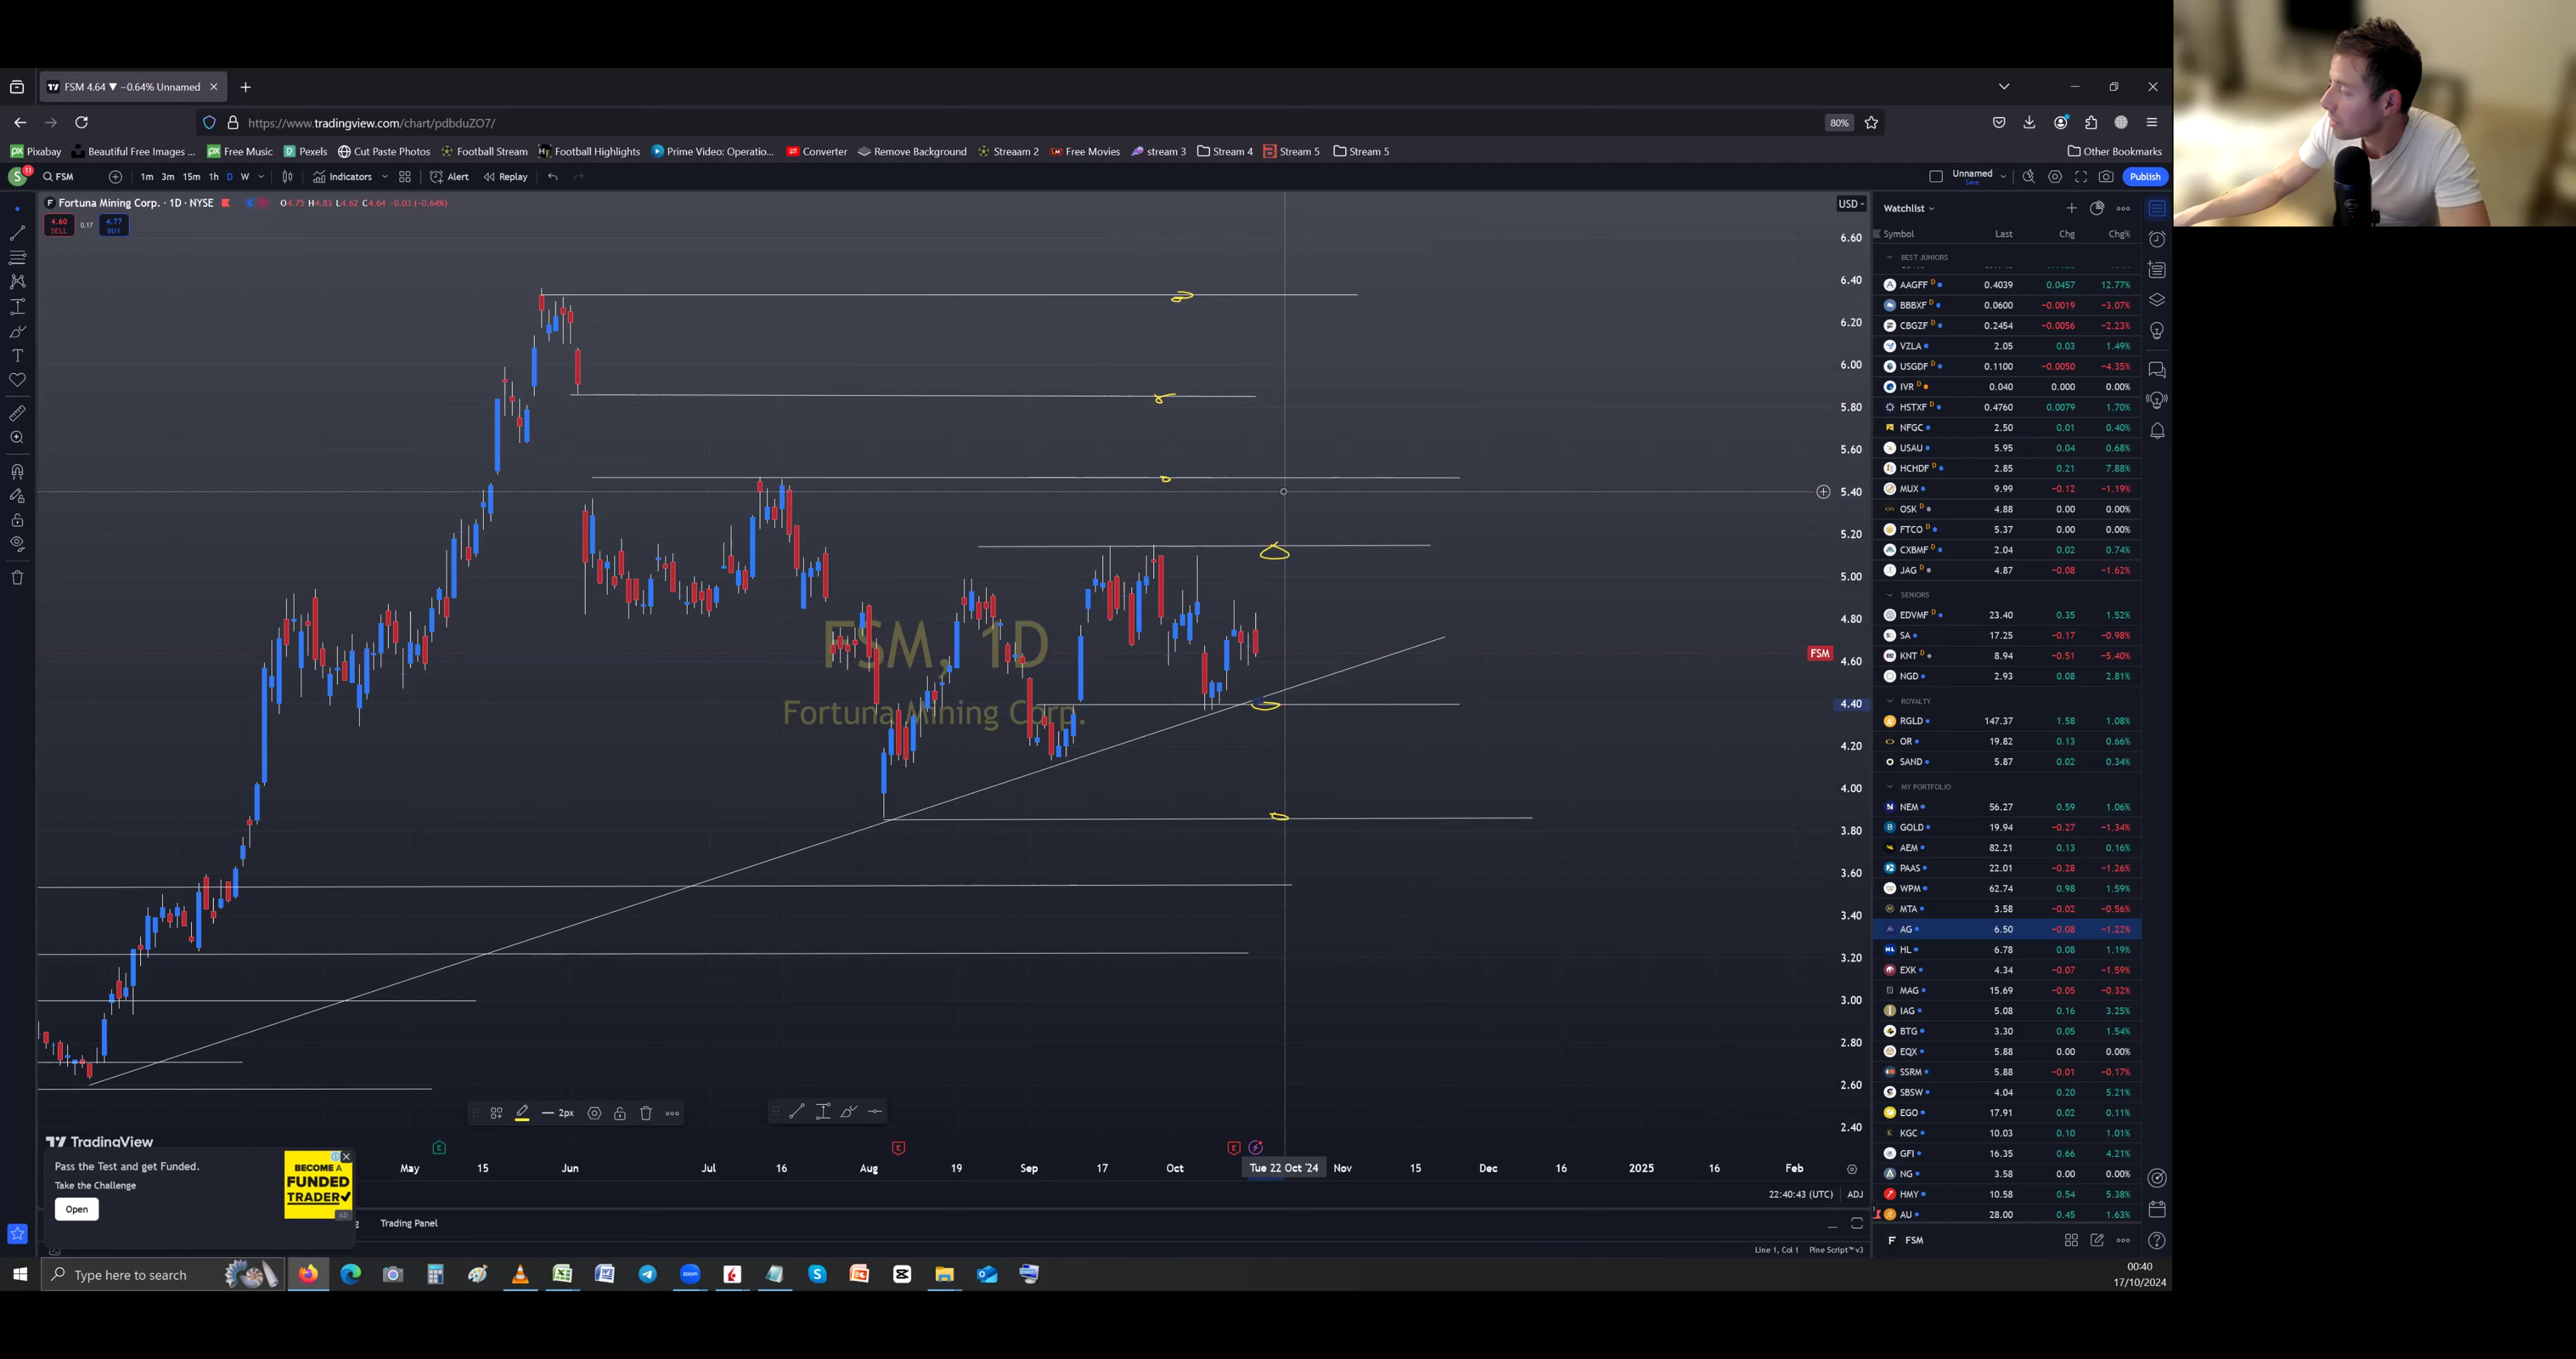 FSM 4.64 ▼ −0.64% Unnamed
https://www.tradingview.com/chart/pdbduZO7/
80%
Pixabay Beautiful Free Images ... Free Music Pexels Cut Paste Photos Football Stream Football Highlights Prime Video: Operatio... Converter Remove Background Streaam 2 Free Movies stream 3 Stream 4 Stream 5 Stream 5 Other Bookmarks
S 11 FSM 1m 3m 15m 1h D W Indicators Alert Replay Unnamed Save Publish
Fortuna Mining Corp. · 1D · NYSE O4.75 H4.83 L4.62 C4.64 −0.03 (−0.64%)
4.60 SELL 0.17 4.77 BUY
USD
6.60
6.40
6.20
6.00
5.80
5.60
5.40
5.20
5.00
4.80
FSM 4.60
4.40
4.20
4.00
3.80
3.60
3.40
3.20
3.00
2.80
2.60
2.40
FSM, 1D
Fortuna Mining Corp.
2px
TradingView
Pass the Test and get Funded.
Take the Challenge
Open
BECOME A
FUNDED
TRADER
AD
May 15 Jun Jul 16 Aug 19 Sep 17 Oct Tue 22 Oct '24 Nov 15 Dec 16 2025 16 Feb
22:40:43 (UTC) ADJ
Trading Panel
Line 1, Col 1 Pine Script™ v3
Watchlist
Symbol Last Chg Chg%
BEST JUNIORS
AAGFF D 0.4039 0.0457 12.77%
BBBXF D 0.0600 −0.0019 −3.07%
CBGZF D 0.2454 −0.0056 −2.23%
VZLA 2.05 0.03 1.49%
USGDF D 0.1100 −0.0050 −4.35%
IVR D 0.040 0.000 0.00%
HSTXF D 0.4760 0.0079 1.70%
NFGC 2.50 0.01 0.40%
USAU 5.95 0.04 0.68%
HCHDF D 2.85 0.21 7.88%
MUX 9.99 −0.12 −1.19%
OSK D 4.88 0.00 0.00%
FTCO D 5.37 0.00 0.00%
CXBMF D 2.04 0.02 0.74%
JAG D 4.87 −0.08 −1.62%
SENIORS
EDVMF D 23.40 0.35 1.52%
SA 17.25 −0.17 −0.98%
KNT D 8.94 −0.51 −5.40%
NGD 2.93 0.08 2.81%
ROYALTY
RGLD 147.37 1.58 1.08%
OR 19.82 0.13 0.66%
SAND 5.87 0.02 0.34%
MY PORTFOLIO
NEM 56.27 0.59 1.06%
GOLD 19.94 −0.27 −1.34%
AEM 82.21 0.13 0.16%
PAAS 22.01 −0.28 −1.26%
WPM 62.74 0.98 1.59%
MTA 3.58 −0.02 −0.56%
AG 6.50 −0.08 −1.22%
HL 6.78 0.08 1.19%
EXK 4.34 −0.07 −1.59%
MAG 15.69 −0.05 −0.32%
IAG 5.08 0.16 3.25%
BTG 3.30 0.05 1.54%
EQX 5.88 0.00 0.00%
SSRM 5.88 −0.01 −0.17%
SBSW 4.04 0.20 5.21%
EGO 17.91 0.02 0.11%
KGC 10.03 0.10 1.01%
GFI 16.35 0.66 4.21%
NG 3.58 0.00 0.00%
HMY 10.58 0.54 5.38%
AU 28.00 0.45 1.63%
F FSM
Type here to search
00:40
17/10/2024